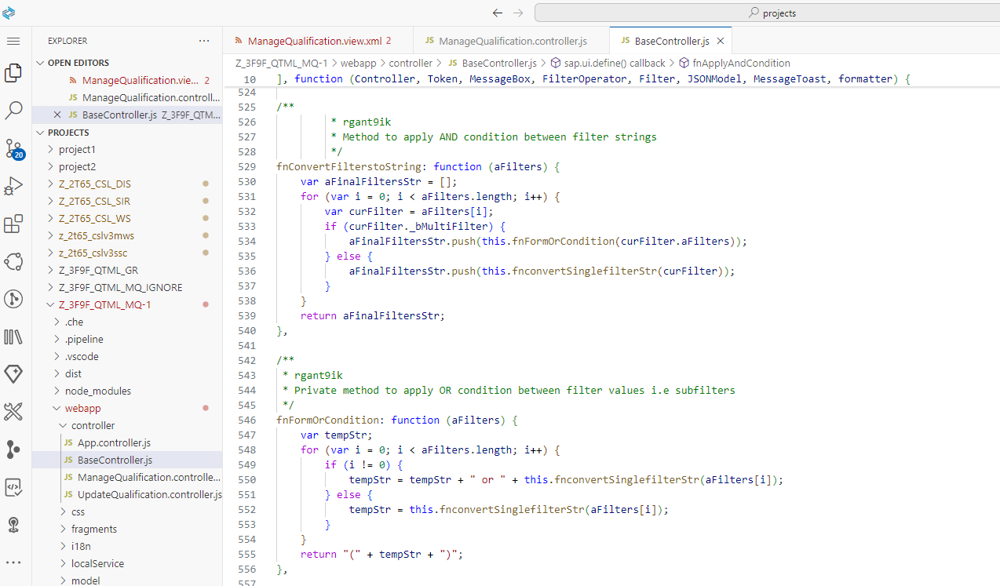 projects
EXPLORER
OPEN EDITORS
ManageQualification.vie... 2
ManageQualification.controll...
BaseController.js Z_3F9F_QTM...
PROJECTS
project1
project2
Z_2T65_CSL_DIS
Z_2T65_CSL_SIR
Z_2T65_CSL_WS
z_2t65_cslv3mws
z_2t65_cslv3ssc
Z_3F9F_QTML_GR
Z_3F9F_QTML_MQ_IGNORE
Z_3F9F_QTML_MQ-1
.che
.pipeline
.vscode
dist
node_modules
webapp
controller
JS App.controller.js
JS BaseController.js
JS ManageQualification.controlle...
JS UpdateQualification.controller.js
css
fragments
i18n
localService
model
20
ManageQualification.view.xml 2
JS ManageQualification.controller.js
JS BaseController.js
Z_3F9F_QTML_MQ-1 > webapp > controller > JS BaseController.js > sap.ui.define() callback > fnApplyAndCondition
10 ], function (Controller, Token, MessageBox, FilterOperator, Filter, JSONModel, MessageToast, formatter) {
524
525 /**
526 * rgant9ik
527 * Method to apply AND condition between filter strings
528 */
529 fnConvertFilterstoString: function (aFilters) {
530 var aFinalFiltersStr = [];
531 for (var i = 0; i < aFilters.length; i++) {
532 var curFilter = aFilters[i];
533 if (curFilter._bMultiFilter) {
534 aFinalFiltersStr.push(this.fnFormOrCondition(curFilter.aFilters));
535 } else {
536 aFinalFiltersStr.push(this.fnconvertSinglefilterStr(curFilter));
537 }
538 }
539 return aFinalFiltersStr;
540 },
541
542 /**
543 * rgant9ik
544 * Private method to apply OR condition between filter values i.e subfilters
545 */
546 fnFormOrCondition: function (aFilters) {
547 var tempStr;
548 for (var i = 0; i < aFilters.length; i++) {
549 if (i != 0) {
550 tempStr = tempStr + " or " + this.fnconvertSinglefilterStr(aFilters[i]);
551 } else {
552 tempStr = this.fnconvertSinglefilterStr(aFilters[i]);
553 }
554 }
555 return "(" + tempStr + ")";
556 },
557